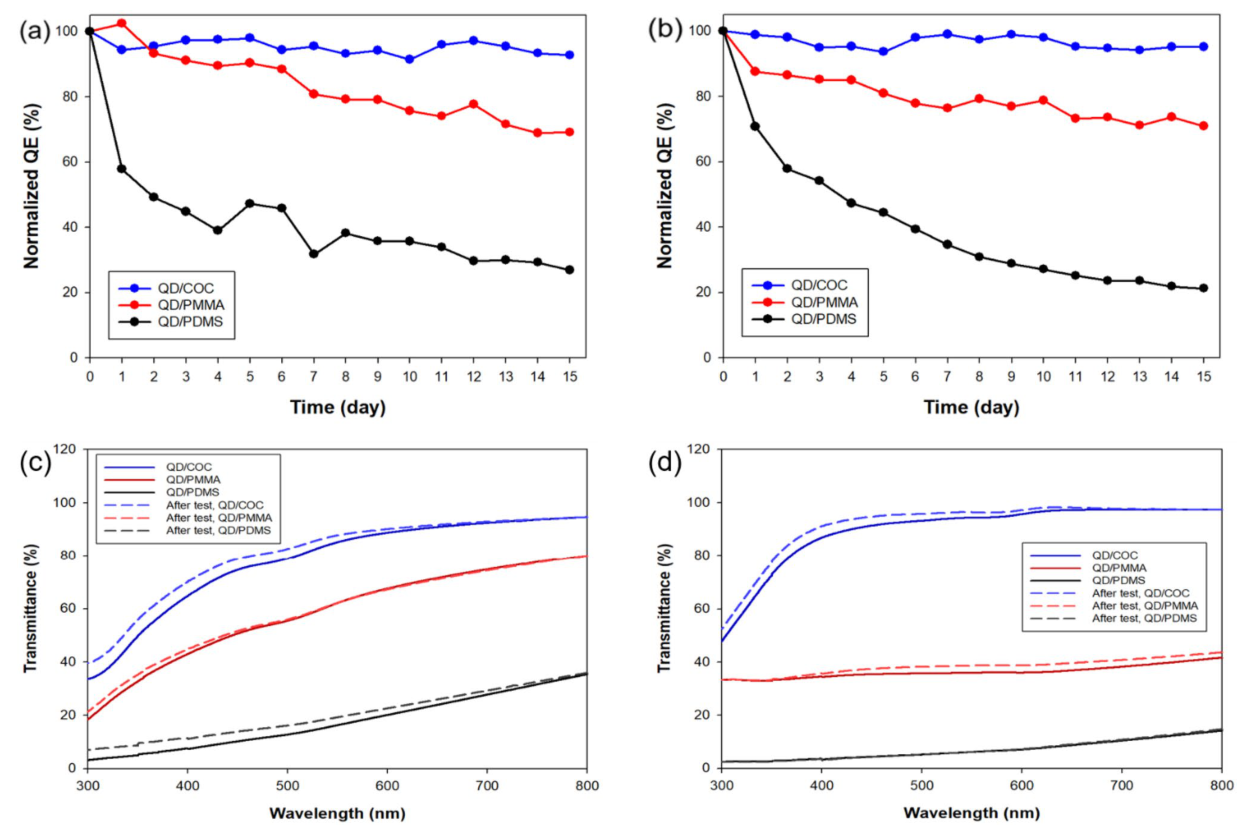 (a)
Normalized QE (%)
100
80
60
40
20
0
QD/COC
QD/PMMA
QD/PDMS
0 1 2 3 4 5 6 7 8 9 10 11 12 13 14 15
Time (day)
(b)
Normalized QE (%)
100
80
60
40
20
0
QD/COC
QD/PMMA
QD/PDMS
0 1 2 3 4 5 6 7 8 9 10 11 12 13 14 15
Time (day)
(c)
Transmittance (%)
120
100
80
60
40
20
0
QD/COC
QD/PMMA
QD/PDMS
After test, QD/COC
After test, QD/PMMA
After test, QD/PDMS
300 400 500 600 700 800
Wavelength (nm)
(d)
Transmittance (%)
120
100
80
60
40
20
0
QD/COC
QD/PMMA
QD/PDMS
After test, QD/COC
After test, QD/PMMA
After test, QD/PDMS
300 400 500 600 700 800
Wavelength (nm)